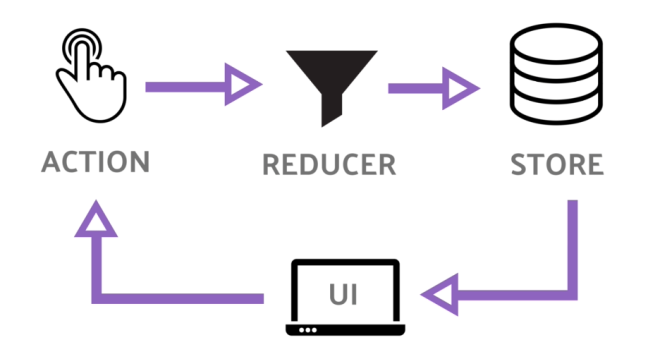 ACTION
REDUCER
STORE
UI